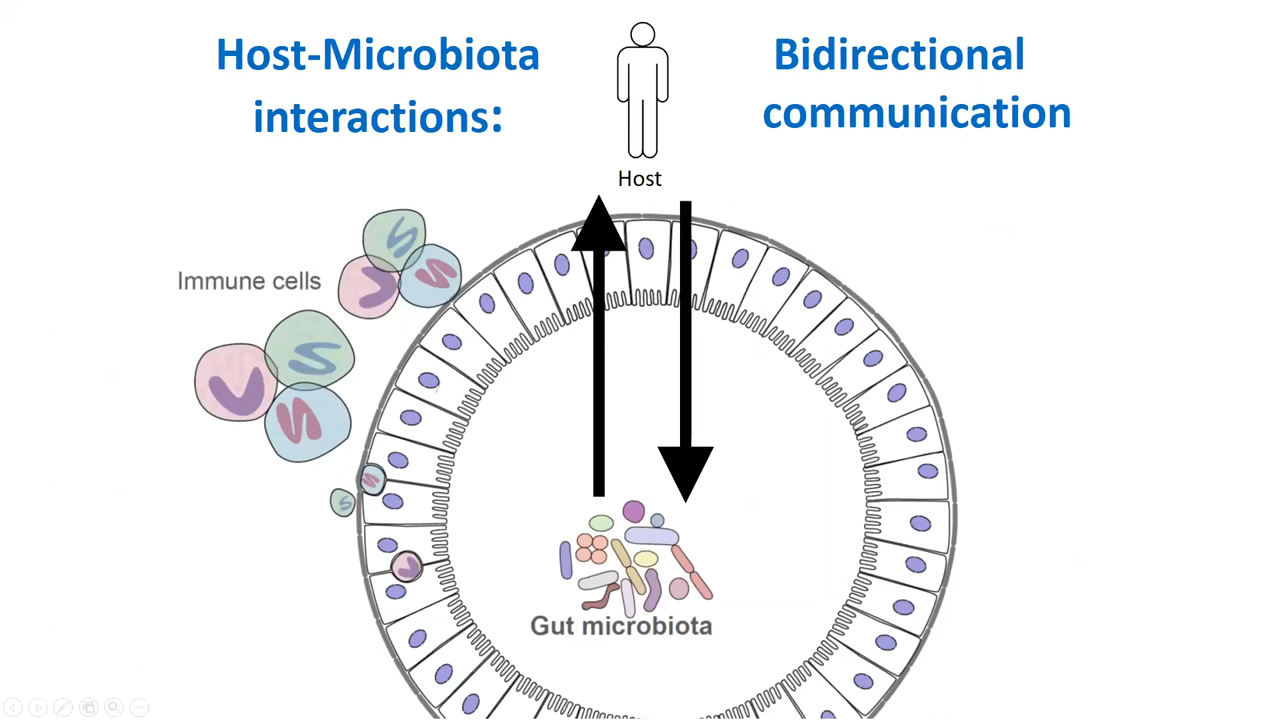 Host-Microbiota
interactions:
Bidirectional
communication
Host
Immune cells
Gut microbiota